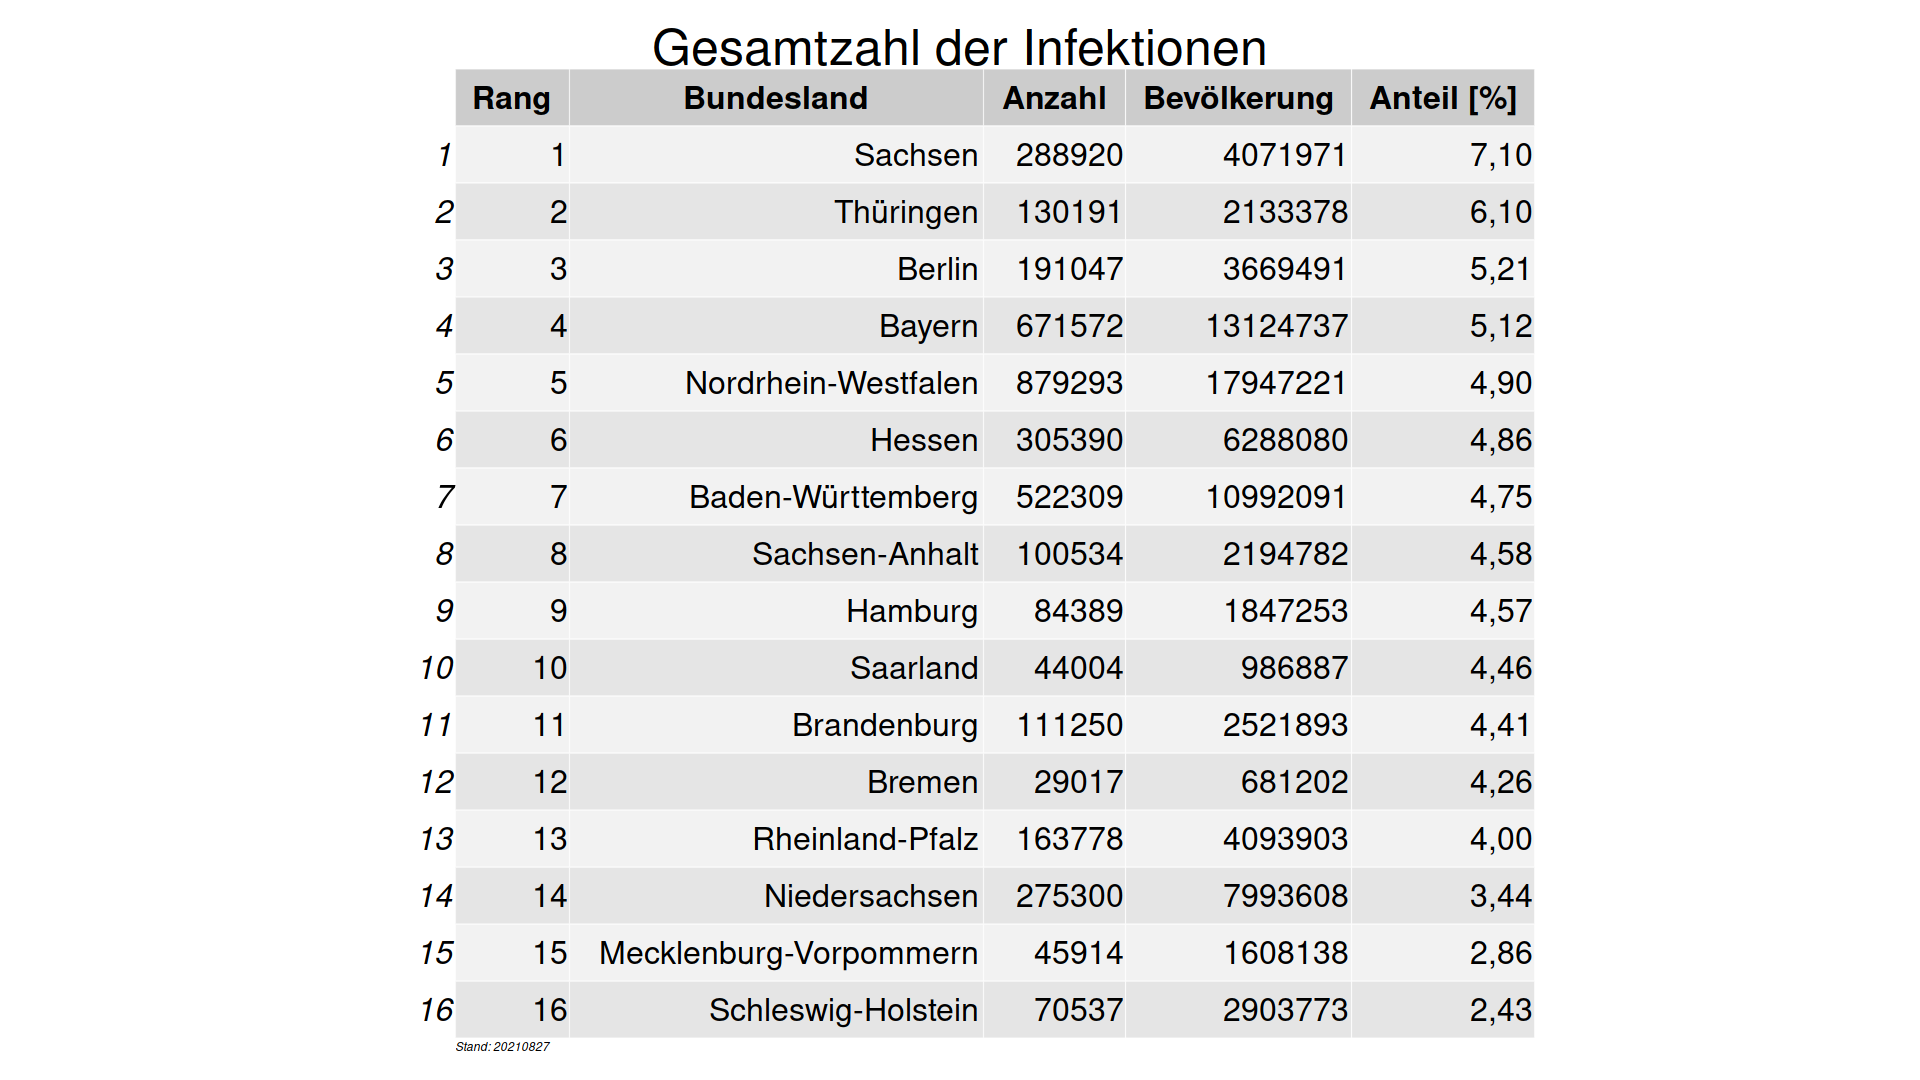 Gesamtzahl der Infektionen
Rang Bundesland Anzahl Bevölkerung Anteil [%]
1 1 Sachsen 288920 4071971 7,10
2 2 Thüringen 130191 2133378 6,10
3 3 Berlin 191047 3669491 5,21
4 4 Bayern 671572 13124737 5,12
5 5 Nordrhein-Westfalen 879293 17947221 4,90
6 6 Hessen 305390 6288080 4,86
7 7 Baden-Württemberg 522309 10992091 4,75
8 8 Sachsen-Anhalt 100534 2194782 4,58
9 9 Hamburg 84389 1847253 4,57
10 10 Saarland 44004 986887 4,46
11 11 Brandenburg 111250 2521893 4,41
12 12 Bremen 29017 681202 4,26
13 13 Rheinland-Pfalz 163778 4093903 4,00
14 14 Niedersachsen 275300 7993608 3,44
15 15 Mecklenburg-Vorpommern 45914 1608138 2,86
16 16 Schleswig-Holstein 70537 2903773 2,43
Stand: 20210827